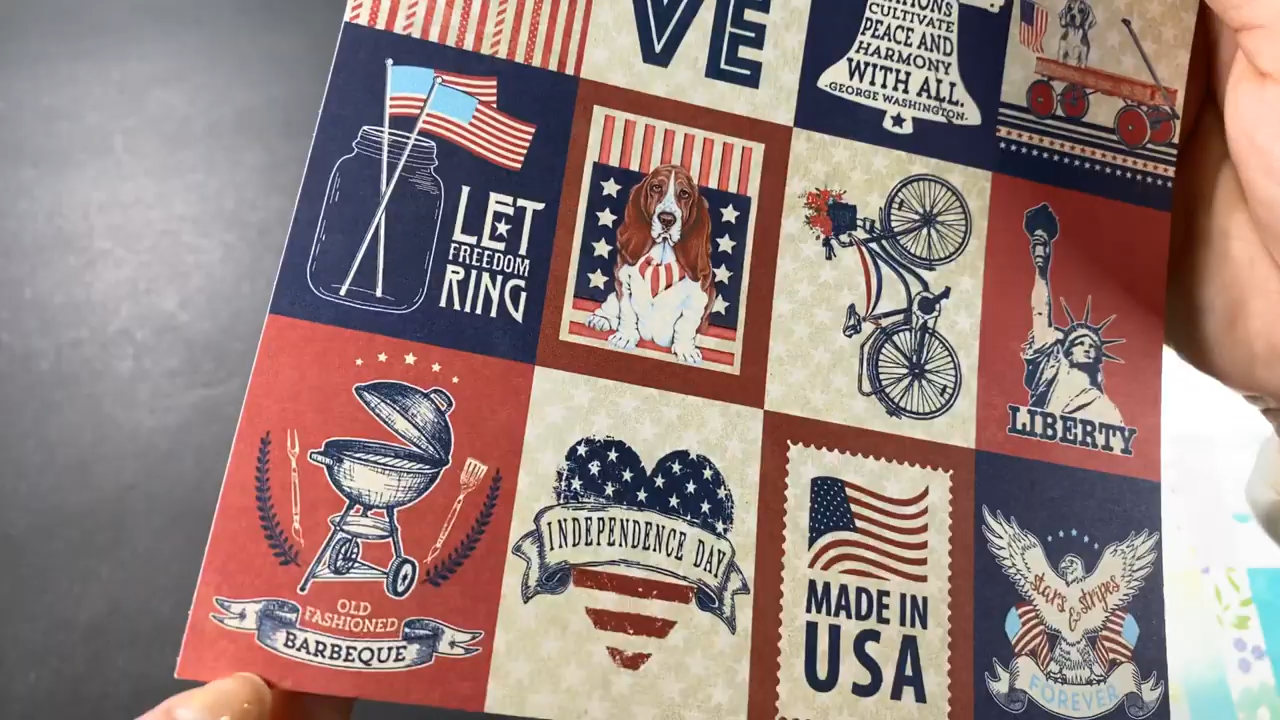 VE
CULTIVATE
PEACE AND
HARMONY
WITH ALL.
-GEORGE WASHINGTON-
LET
FREEDOM
RING
LIBERTY
OLD
FASHIONED
BARBEQUE
INDEPENDENCE DAY
MADE IN
USA
stars
& stripes
FOREVER